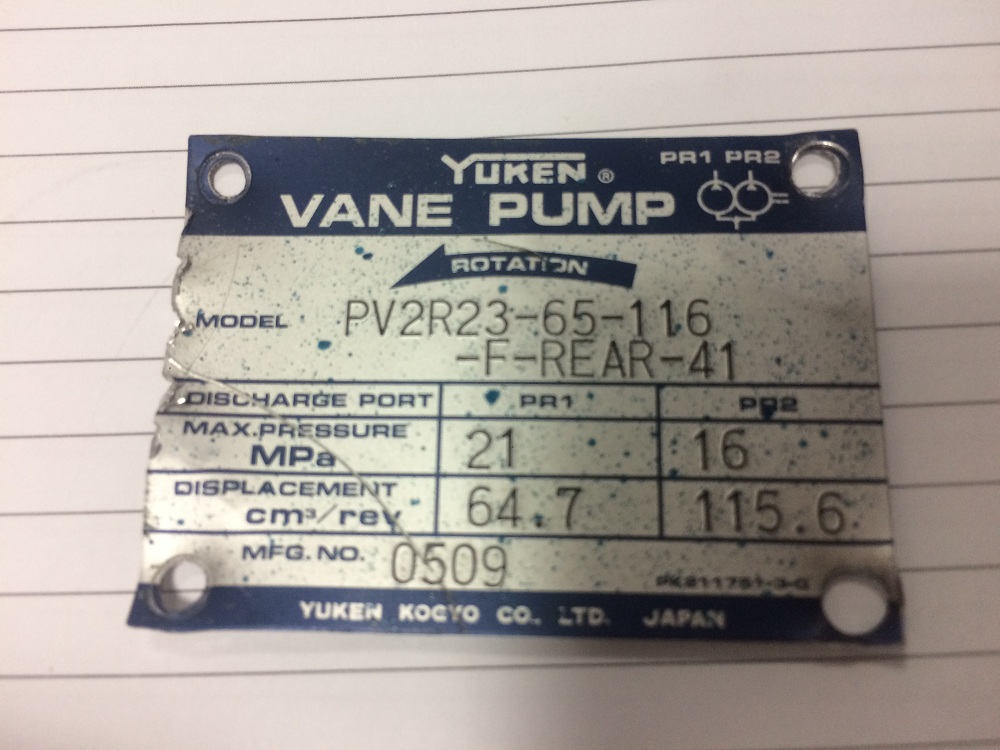 PR1 PR2
YUKEN ®
VANE PUMP
ROTATION
MODEL PV2R23-65-116
-F-REAR-41
DISCHARGE PORT PR1 PR2
MAX.PRESSURE
MPa 21 16
DISPLACEMENT
cm³/rev 64.7 115.6
MFG. NO. 0509
YUKEN KOGYO CO., LTD. JAPAN